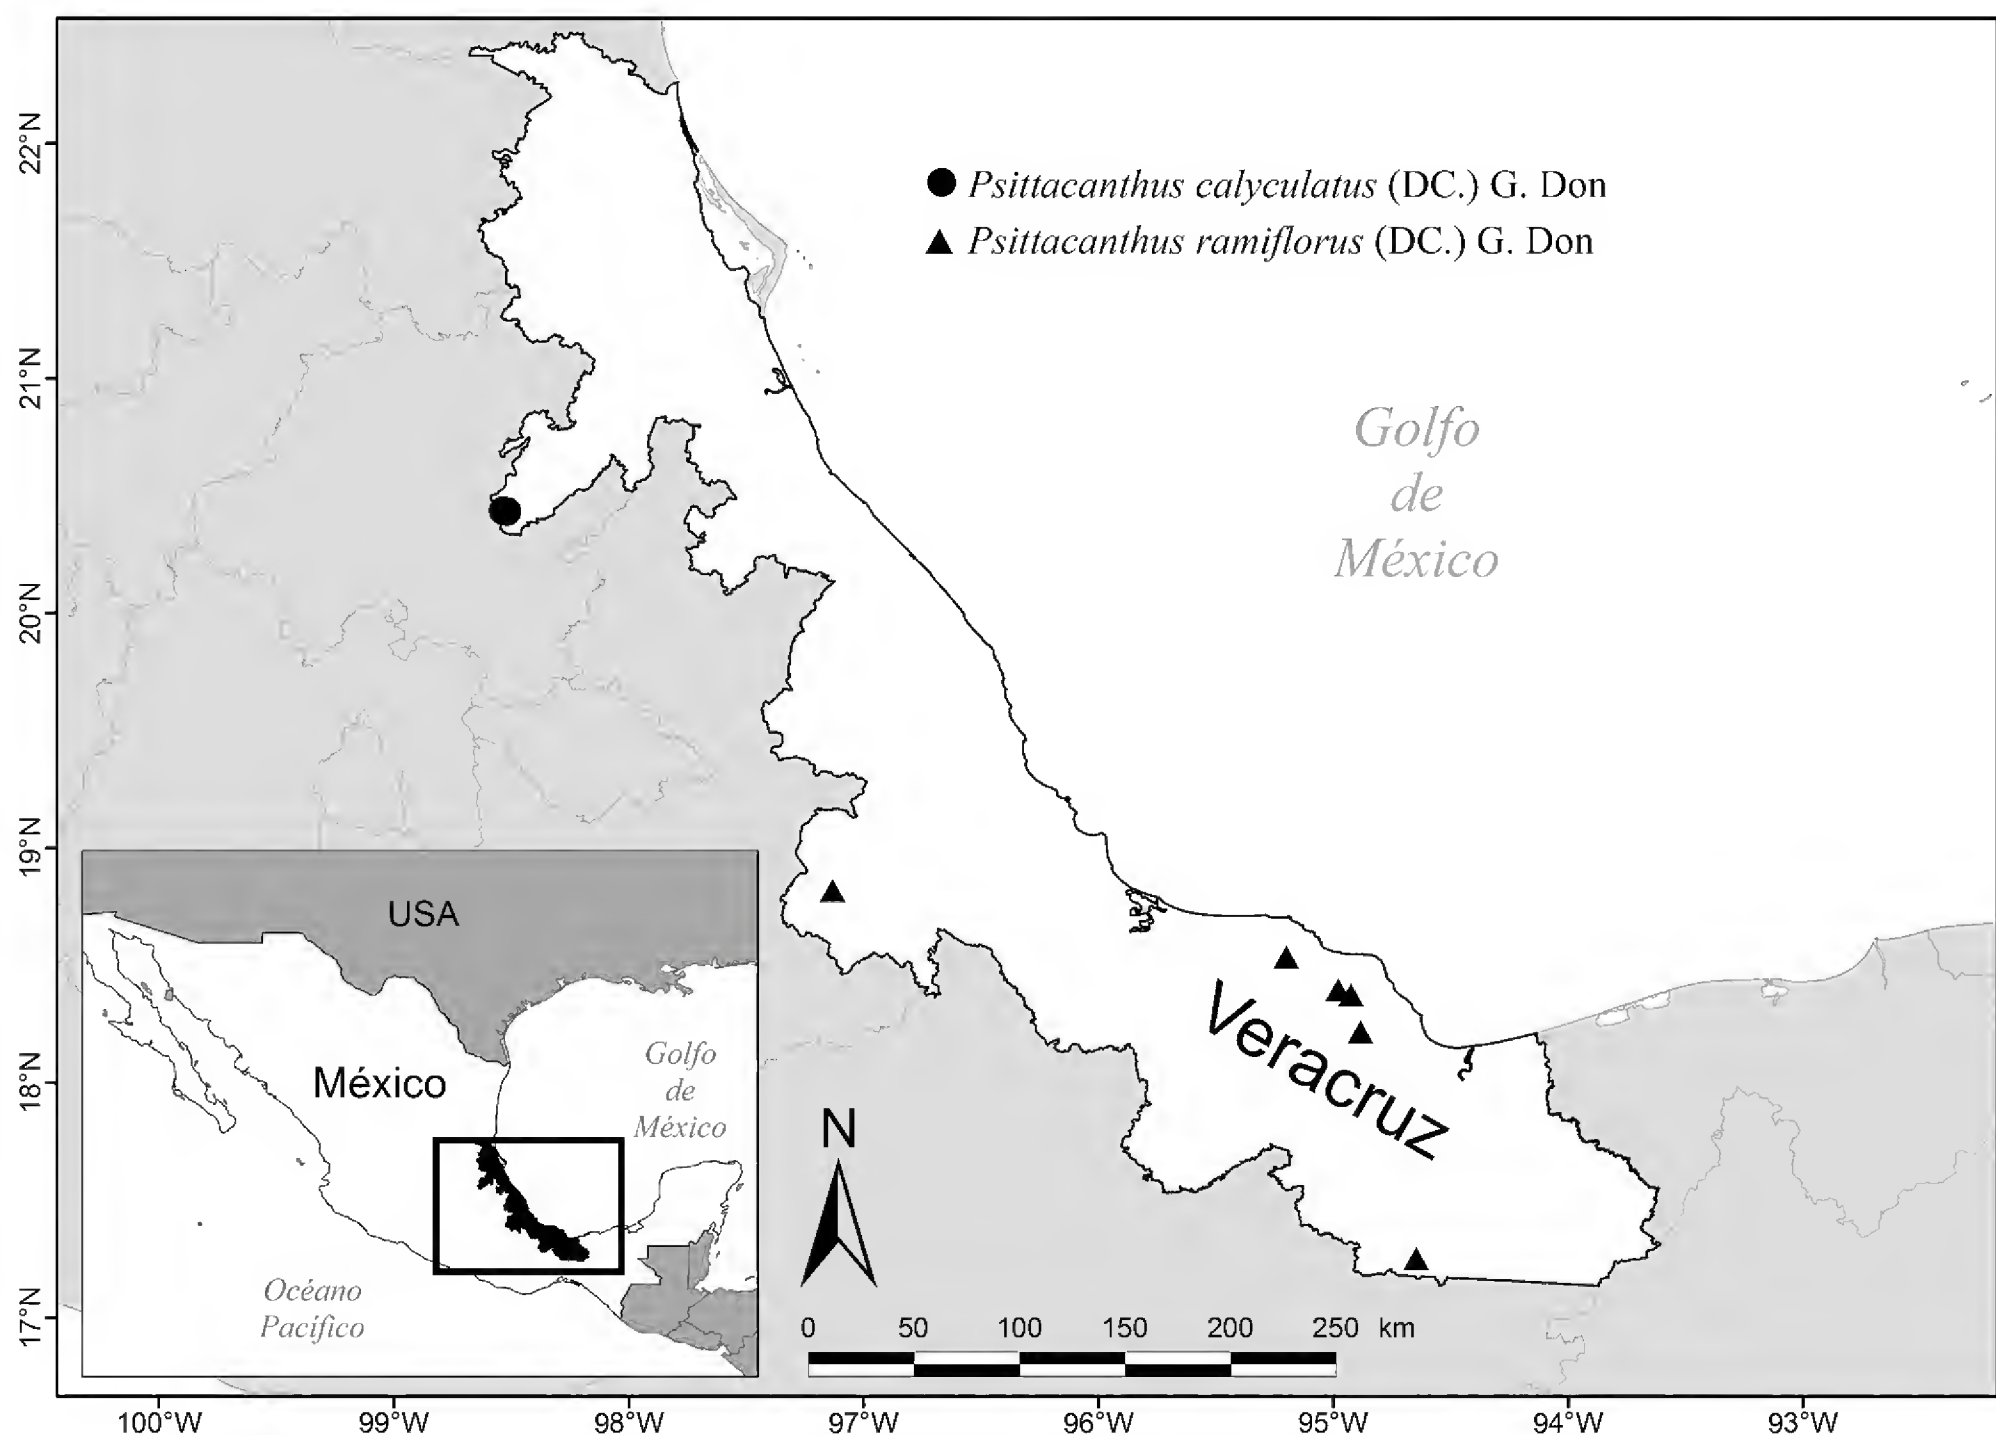 Psittacanthus calyculatus (DC.) G. Don
Psittacanthus ramiflorus (DC.) G. Don
Golfo
de
México
22°N
21°N
20°N
19°N
18°N
17°N
USA
México
Golfo
de
México
Océano
Pacífico
Veracruz
N
0 50 100 150 200 250 km
100°W 99°W 98°W 97°W 96°W 95°W 94°W 93°W